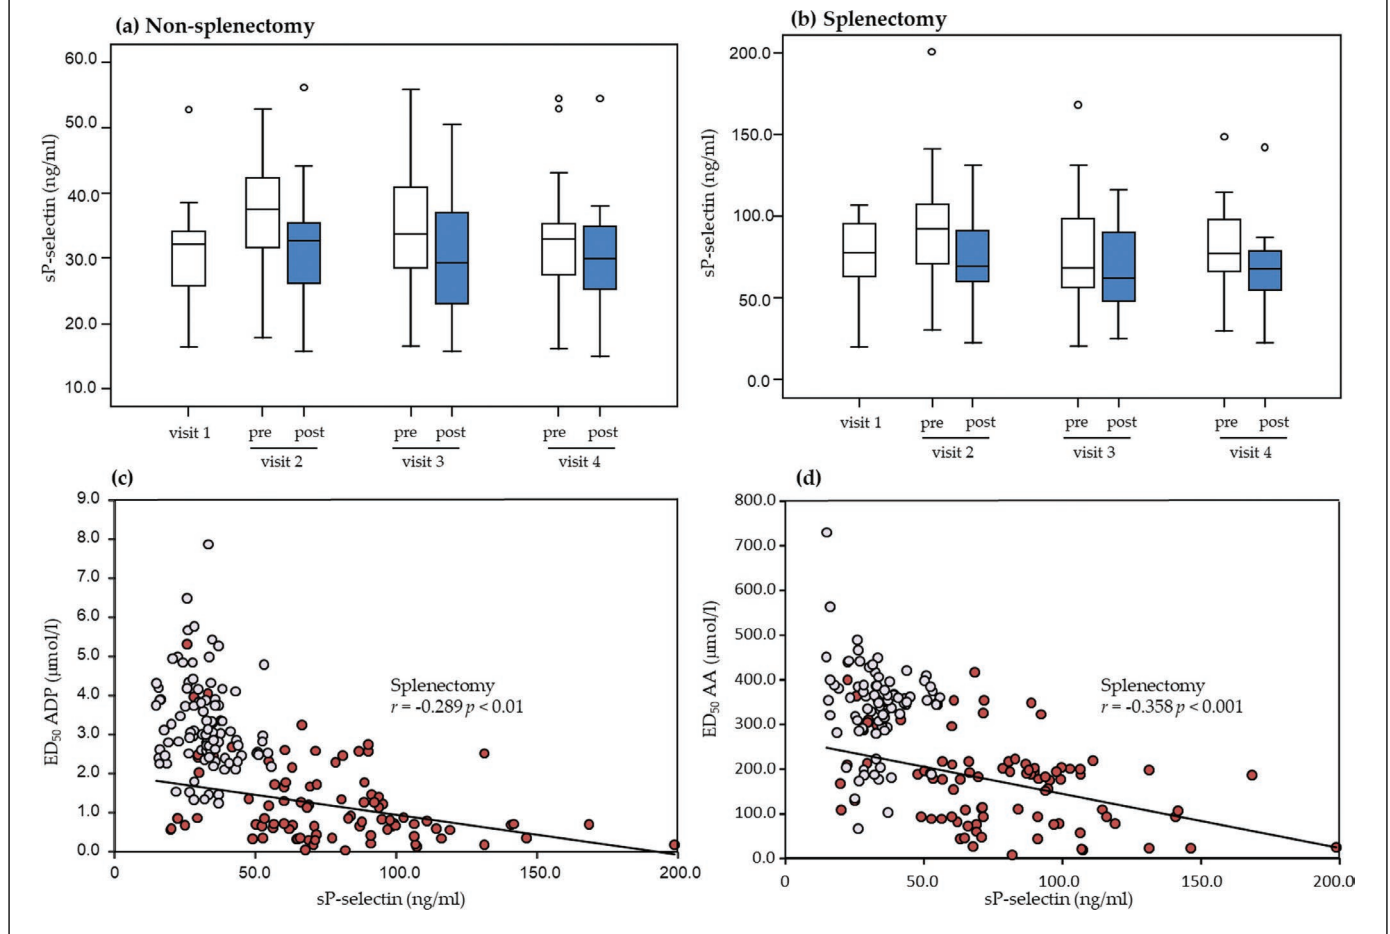 (a) Non-splenectomy
60.0
50.0
40.0
30.0
20.0
10.0
sP-selectin (ng/ml)
visit 1
pre post
pre post
pre post
visit 2
visit 3
visit 4
(b) Splenectomy
200.0
150.0
100.0
50.0
0.0
sP-selectin (ng/ml)
visit 1
pre post
pre post
pre post
visit 2
visit 3
visit 4
(c)
9.0
8.0
7.0
6.0
5.0
4.0
3.0
2.0
1.0
0.0
ED50 ADP (µmol/l)
Splenectomy
r = -0.289 p < 0.01
0 50.0 100.0 150.0 200.0
sP-selectin (ng/ml)
(d)
800.0
700.0
600.0
500.0
400.0
300.0
200.0
100.0
0.0
ED50 AA (µmol/l)
Splenectomy
r = -0.358 p < 0.001
0 50.0 100.0 150.0 200.0
sP-selectin (ng/ml)